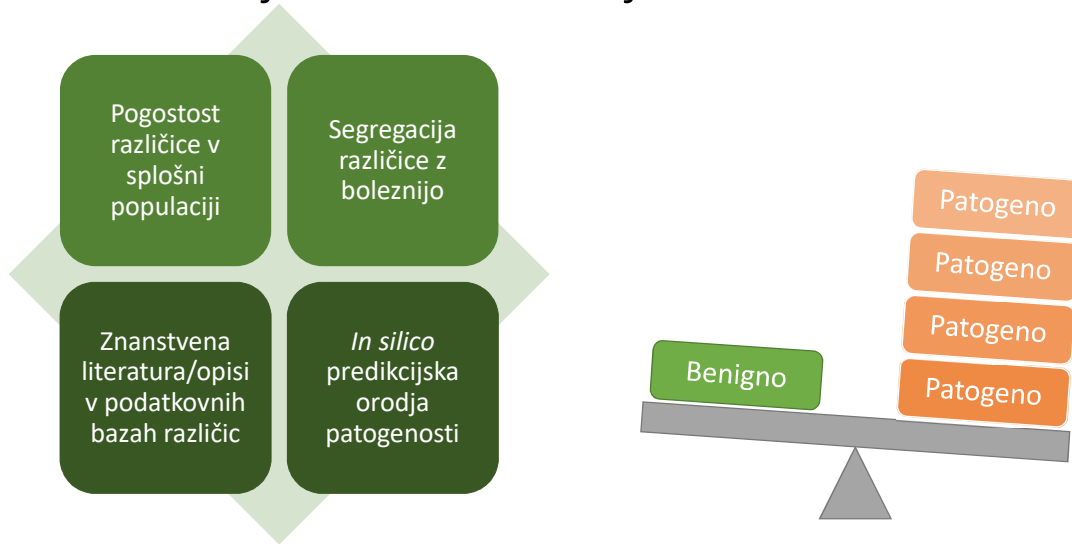 Pogostost
različice v
splošni
populaciji
Segregacija
različice z
boleznijo
Znanstvena
literatura/opisi
v podatkovnih
bazah različic
In silico
predikcijska
orodja
patogenosti
Patogeno
Patogeno
Patogeno
Patogeno
Benigno